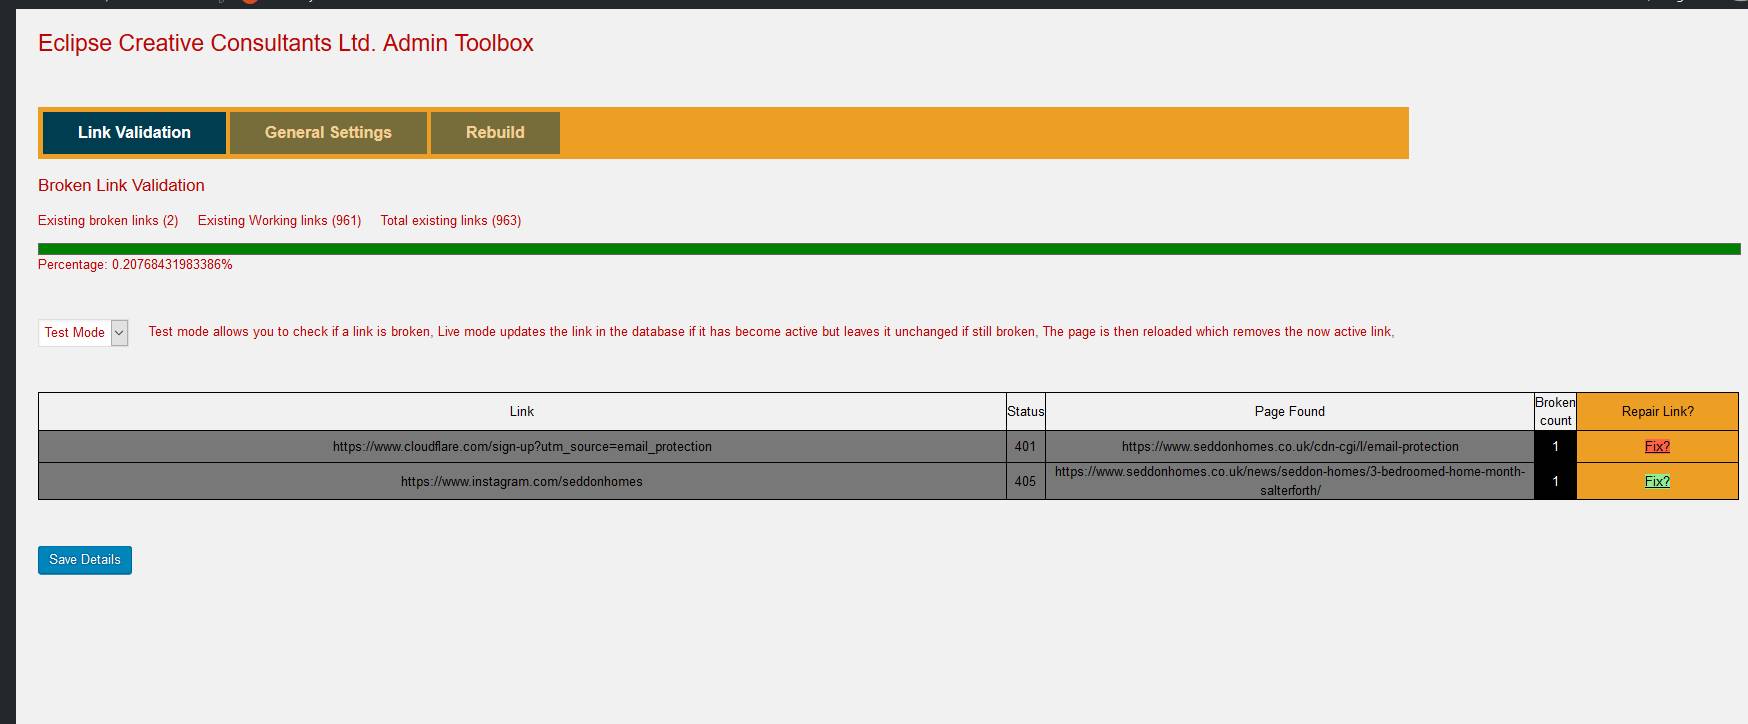 Eclipse Creative Consultants Ltd. Admin Toolbox
Link Validation General Settings Rebuild
Broken Link Validation
Existing broken links (2) Existing Working links (961) Total existing links (963)
Percentage: 0.20768431983386%
Test Mode Test mode allows you to check if a link is broken, Live mode updates the link in the database if it has become active but leaves it unchanged if still broken, The page is then reloaded which removes the now active link,
Link Status Page Found Broken count Repair Link?
https://www.cloudflare.com/sign-up?utm_source=email_protection 401 https://www.seddonhomes.co.uk/cdn-cgi/l/email-protection 1 Fix?
https://www.instagram.com/seddonhomes 405 https://www.seddonhomes.co.uk/news/seddon-homes/3-bedroomed-home-month-salterforth/ 1 Fix?
Save Details